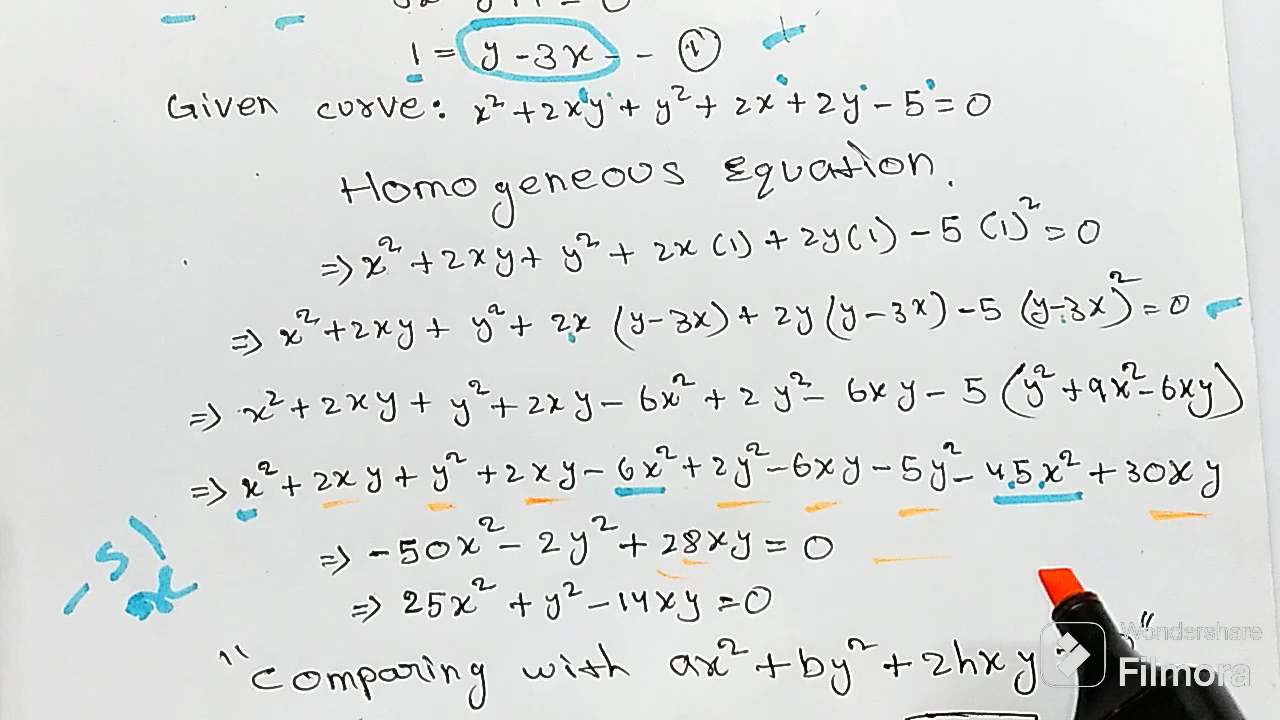 1 = y - 3x - - ①
Given curve: x² + 2xy + y² + 2x + 2y - 5 = 0
Homogeneous Equation.
⇒ x² + 2xy + y² + 2x (1) + 2y (1) - 5 (1)² = 0
⇒ x² + 2xy + y² + 2x (y - 3x) + 2y (y - 3x) - 5 (y - 3x)² = 0
⇒ x² + 2xy + y² + 2xy - 6x² + 2y² - 6xy - 5 (y² + 9x² - 6xy)
⇒ x² + 2xy + y² + 2xy - 6x² + 2y² - 6xy - 5y² - 45x² + 30xy
⇒ -50x² - 2y² + 28xy = 0
⇒ 25x² + y² - 14xy = 0
"Comparing with ax² + by² + 2hxy "
Wondershare
Filmora